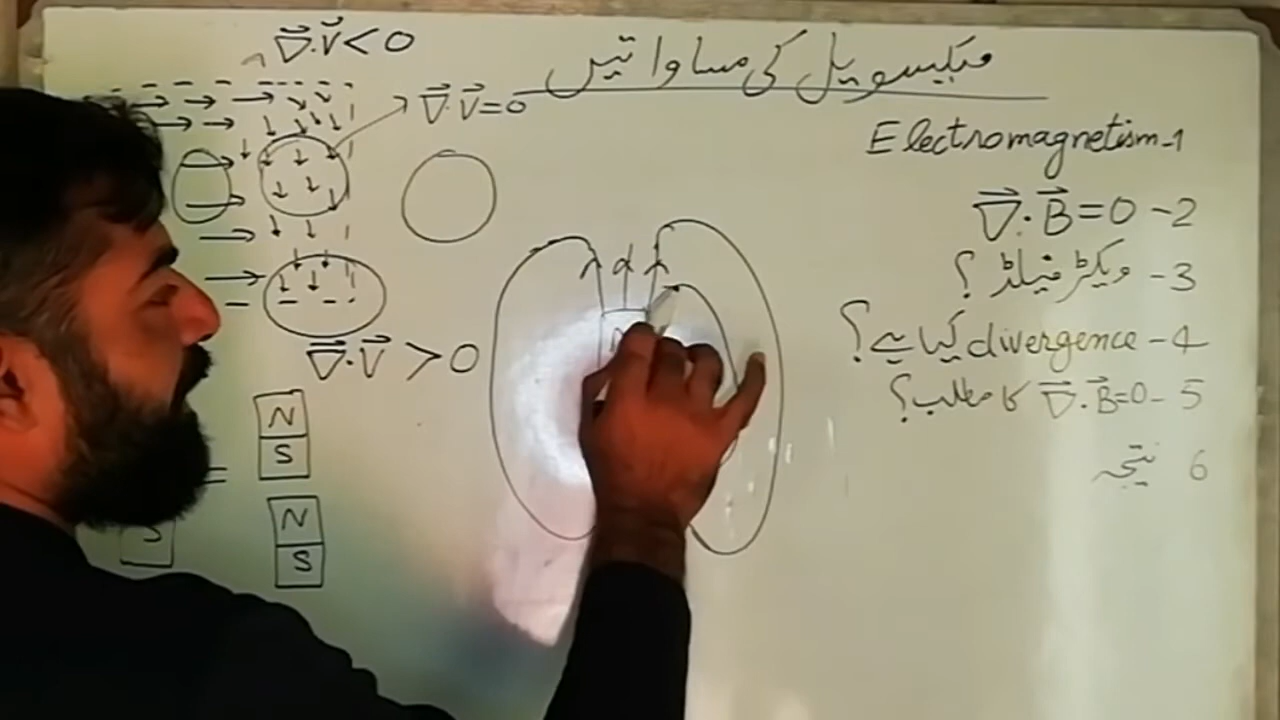 میکسویل کی مساواتیں
Electromagnetism-1
∇⃗·B⃗=0 -2
3- ویکٹر فیلڈ؟
4- divergence کیا ہے؟
5- ∇⃗·B⃗=0 کا مطلب؟
6 نتیجہ
∇⃗·V⃗<0
∇⃗·V⃗=0
∇⃗·V⃗>0
N
S
N
S